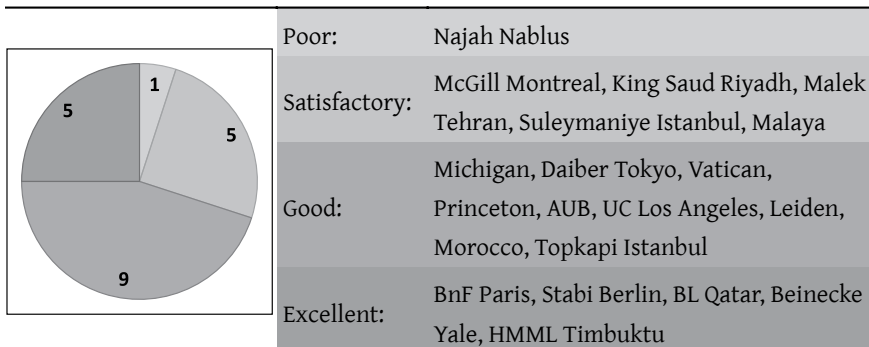 1
5
9
5
Poor: Najah Nablus
Satisfactory: McGill Montreal, King Saud Riyadh, Malek
Tehran, Suleymaniye Istanbul, Malaya
Good: Michigan, Daiber Tokyo, Vatican,
Princeton, AUB, UC Los Angeles, Leiden,
Morocco, Topkapi Istanbul
Excellent: BnF Paris, Stabi Berlin, BL Qatar, Beinecke
Yale, HMML Timbuktu